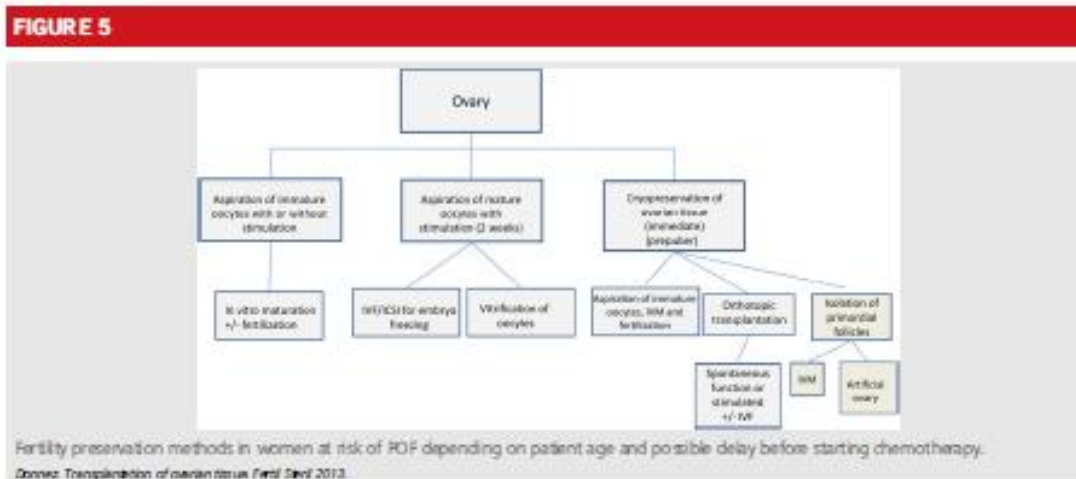 FIGURE 5
Ovary
Aspiration of immature
oocytes with or without
stimulation
Aspiration of mature
oocytes with
stimulation (2 weeks)
Cryopreservation of
ovarian tissue
(immediate)
(prepuber)
In vitro maturation
+/- fertilization
IVF/ICSI for embryo
freezing
Vitrification of
oocytes
Aspiration of immature
oocytes, IVM and
fertilization
Orthotopic
transplantation
Isolation of
primordial
follicles
Spontaneous
function or
stimulated
+/- IVF
IVM
Artificial
ovary
Fertility preservation methods in women at risk of POF depending on patient age and possible delay before starting chemotherapy.
Donnez. Transplantation of ovarian tissue. Fertil Steril 2013.